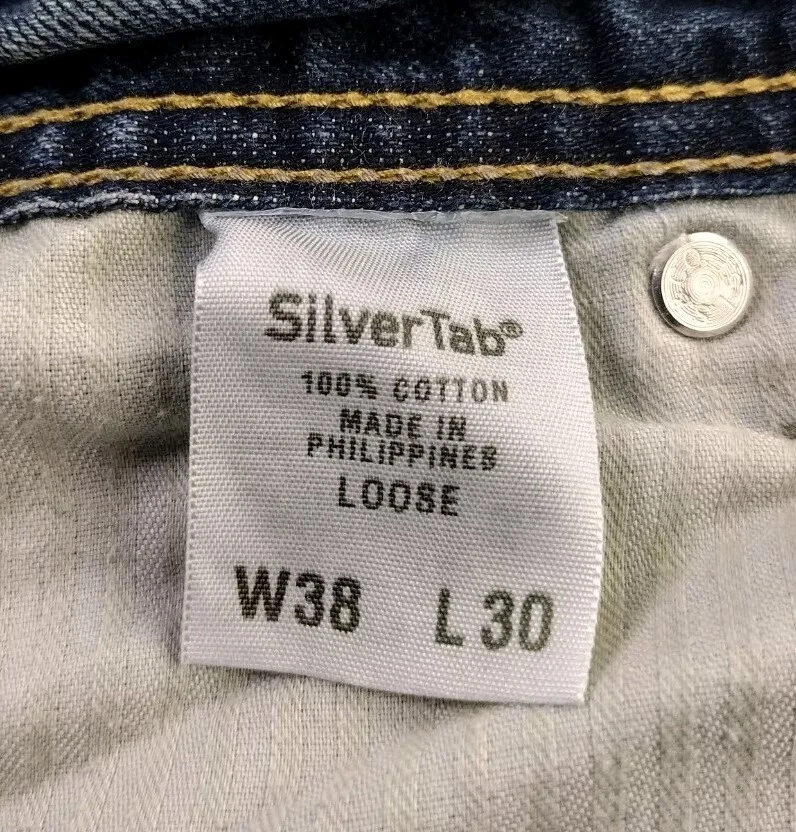 SilverTab®
100% COTTON
MADE IN
PHILIPPINES
LOOSE
W38 L30